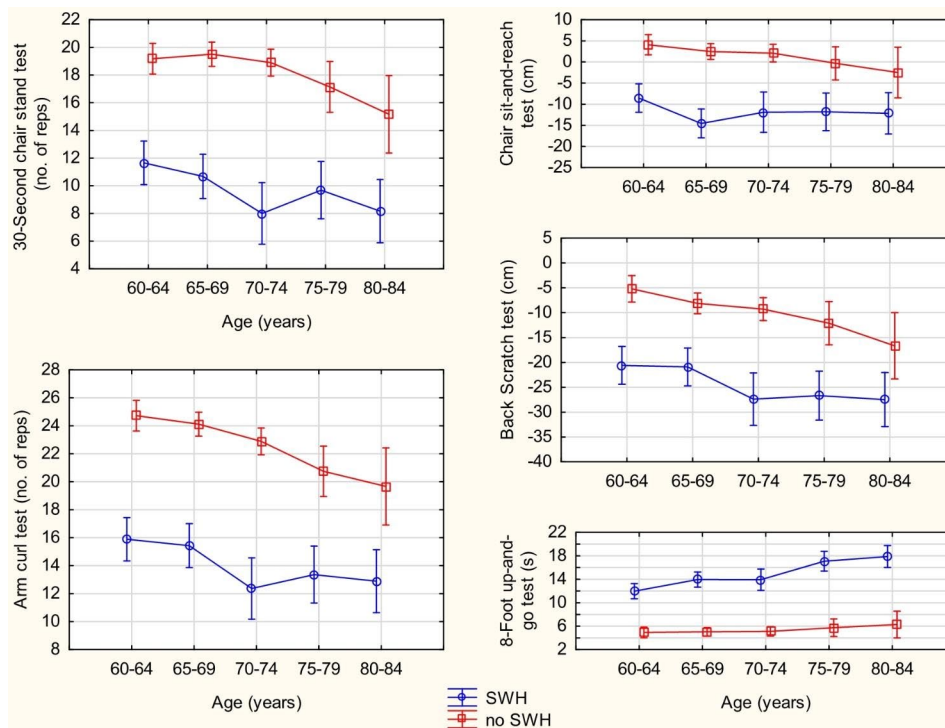 30-Second chair stand test
(no. of reps)
22
20
18
16
14
12
10
8
6
4
60-64 65-69 70-74 75-79 80-84
Age (years)
Arm curl test (no. of reps)
28
26
24
22
20
18
16
14
12
10
8
60-64 65-69 70-74 75-79 80-84
Age (years)
Chair sit-and-reach
test (cm)
10
5
0
-5
-10
-15
-20
-25
60-64 65-69 70-74 75-79 80-84
Back Scratch test (cm)
5
0
-5
-10
-15
-20
-25
-30
-35
-40
60-64 65-69 70-74 75-79 80-84
8-Foot up-and-
go test (s)
22
18
14
10
6
2
60-64 65-69 70-74 75-79 80-84
Age (years)
SWH
no SWH